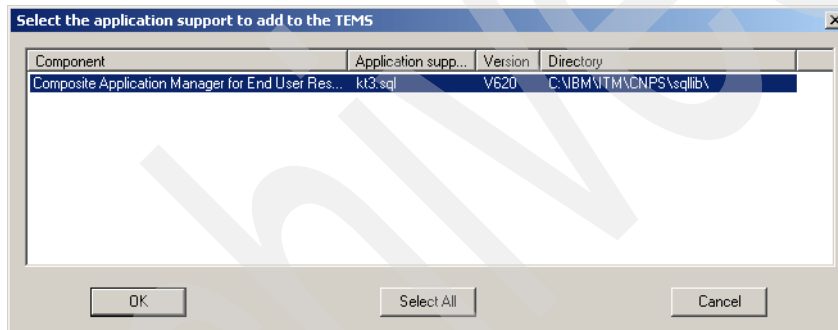 Select the application support to add to the TEMS
Component Application supp... Version Directory
Composite Application Manager for End User Res... kt3.sql V620 C:\IBM\ITM\CNPS\sqllib\
OK Select All Cancel